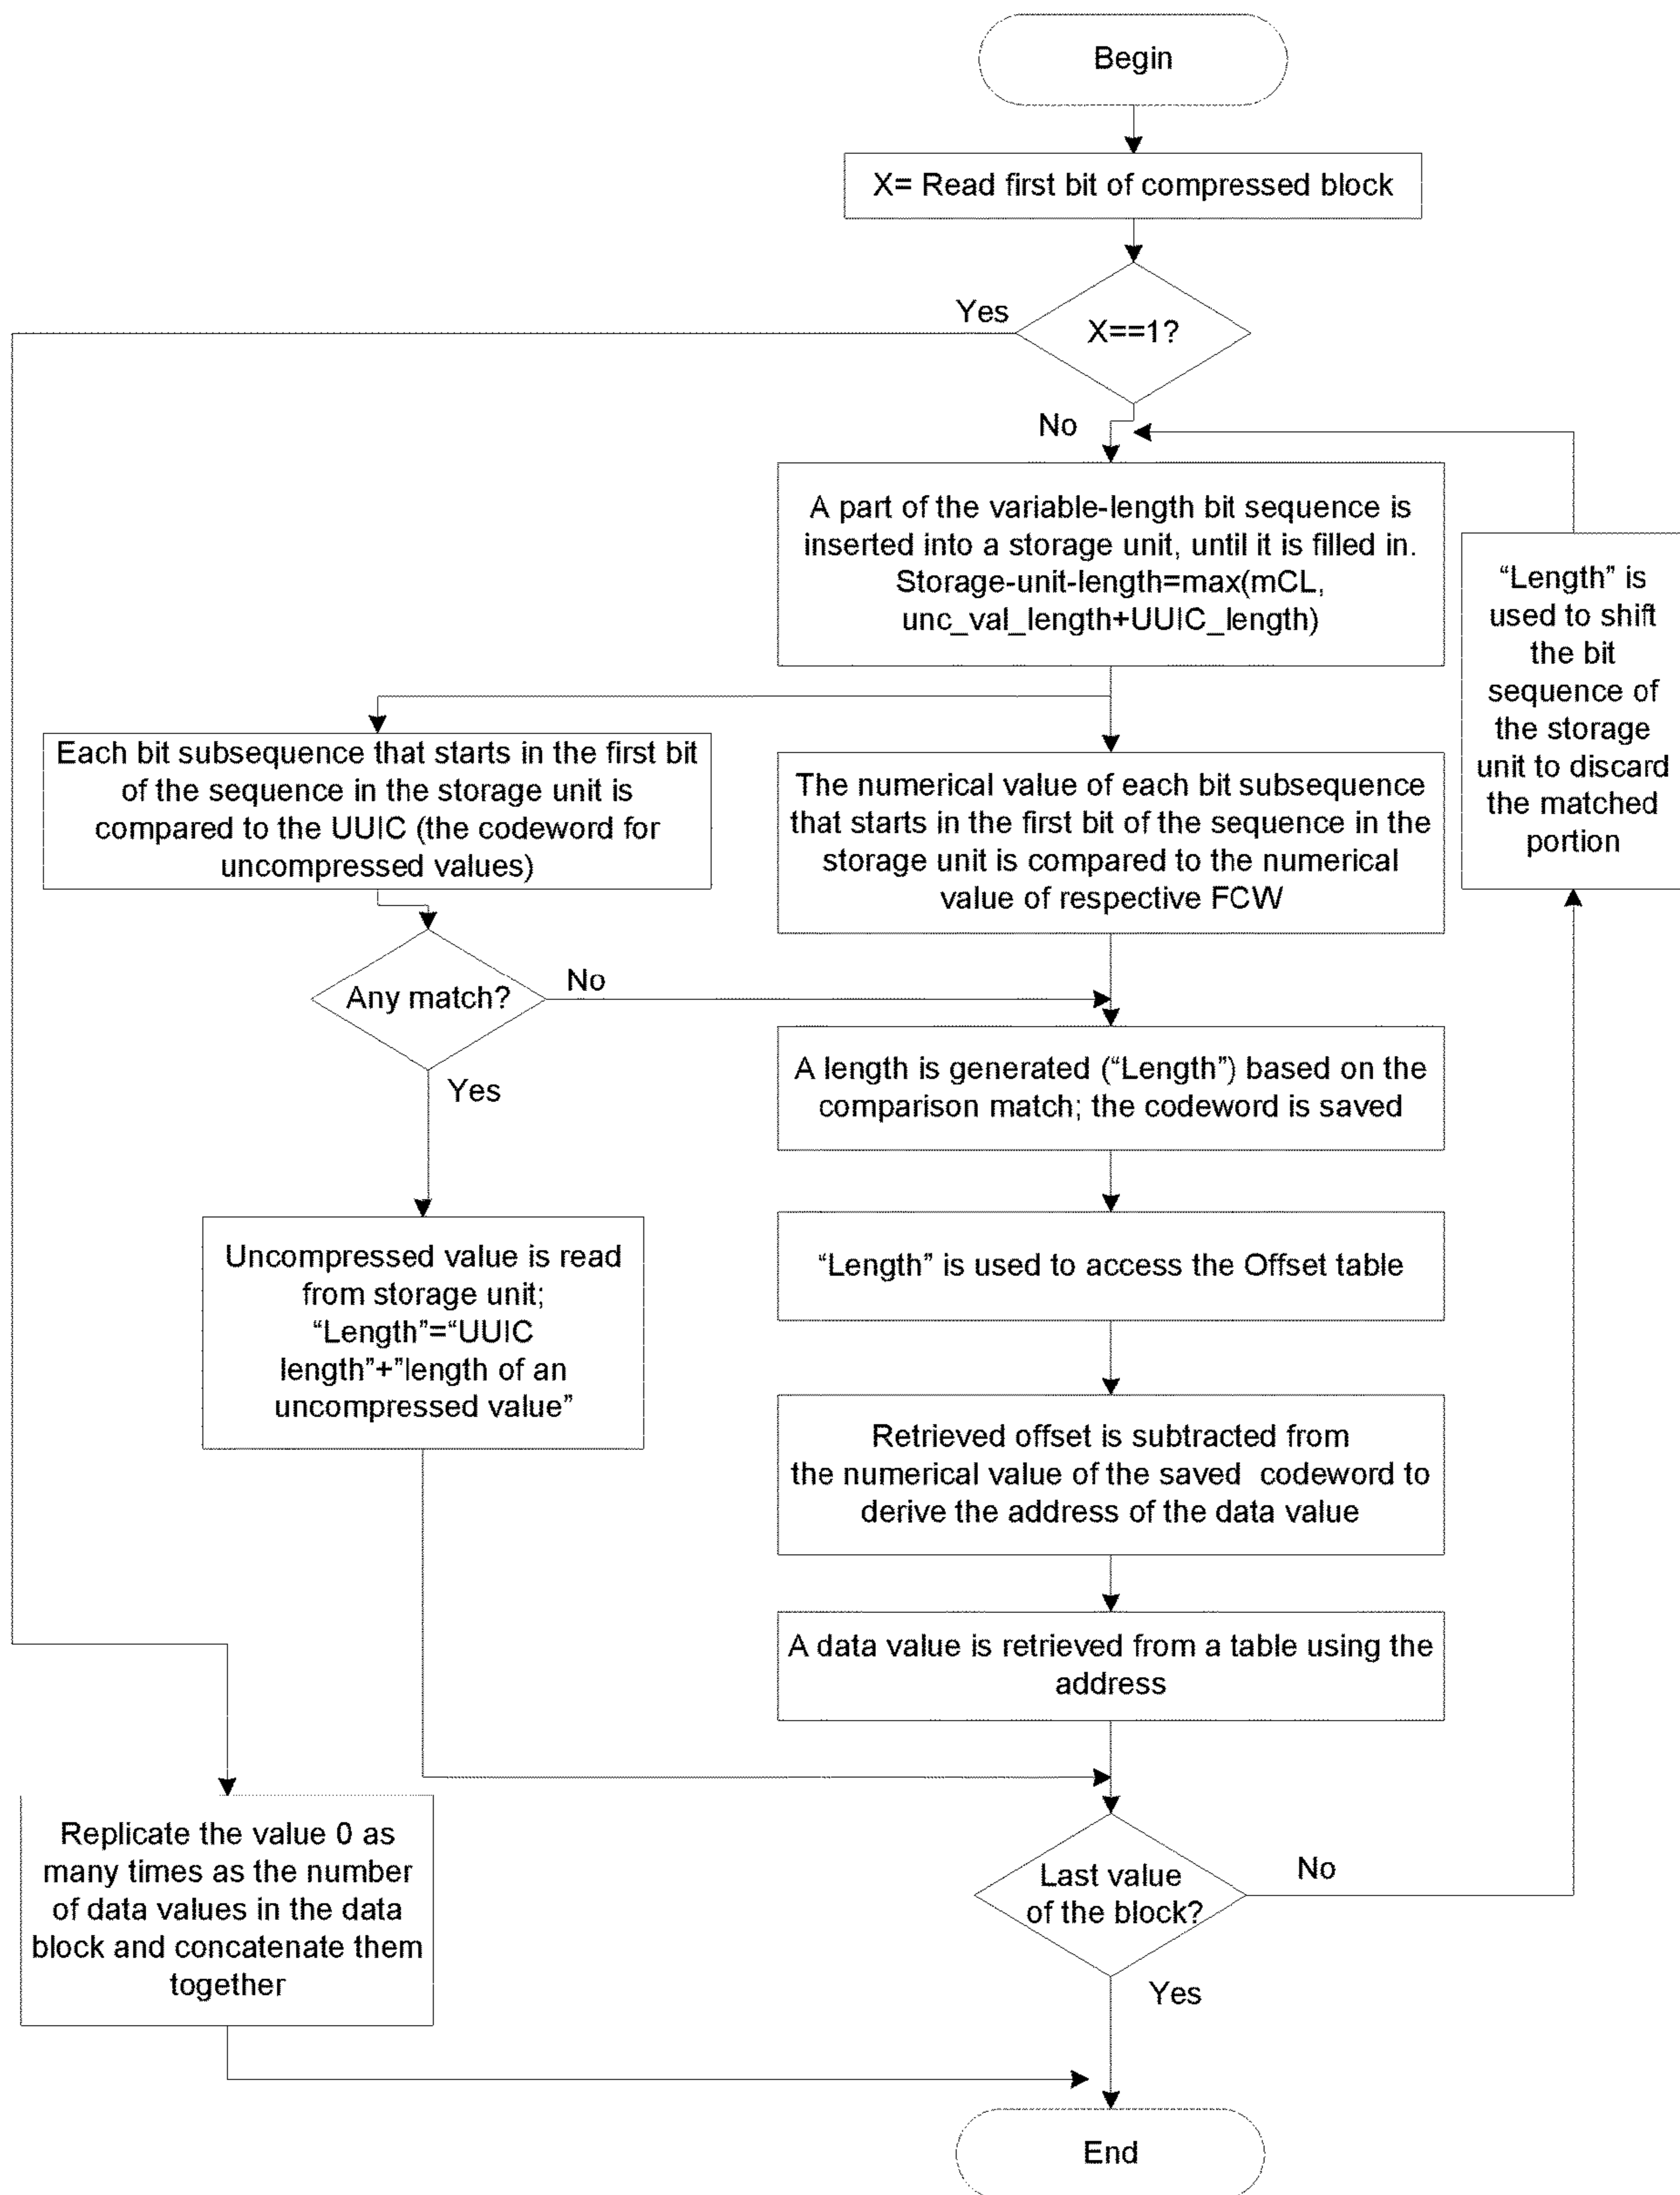 Begin
X= Read first bit of compressed block
Yes
X==1?
No
A part of the variable-length bit sequence is
inserted into a storage unit, until it is filled in.
Storage-unit-length=max(mCL,
unc_val_length+UUIC_length)
“Length” is
used to shift
the bit
sequence of
the storage
unit to discard
the matched
portion
Each bit subsequence that starts in the first bit
of the sequence in the storage unit is
compared to the UUIC (the codeword for
uncompressed values)
The numerical value of each bit subsequence
that starts in the first bit of the sequence in the
storage unit is compared to the numerical
value of respective FCW
Any match?
No
Yes
A length is generated (“Length”) based on the
comparison match; the codeword is saved
Uncompressed value is read
from storage unit;
“Length”=“UUIC
length”+”length of an
uncompressed value”
“Length” is used to access the Offset table
Retrieved offset is subtracted from
the numerical value of the saved codeword to
derive the address of the data value
A data value is retrieved from a table using the
address
Replicate the value 0 as
many times as the number
of data values in the data
block and concatenate them
together
Last value
of the block?
No
Yes
End